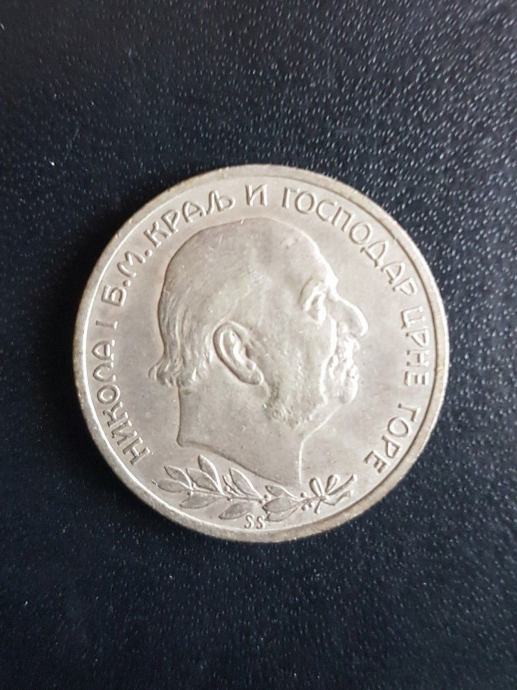 НИКОЛА I Б.М. КРАЉ И ГОСПОДАР ЦРНЕ ГОРЕ
SS